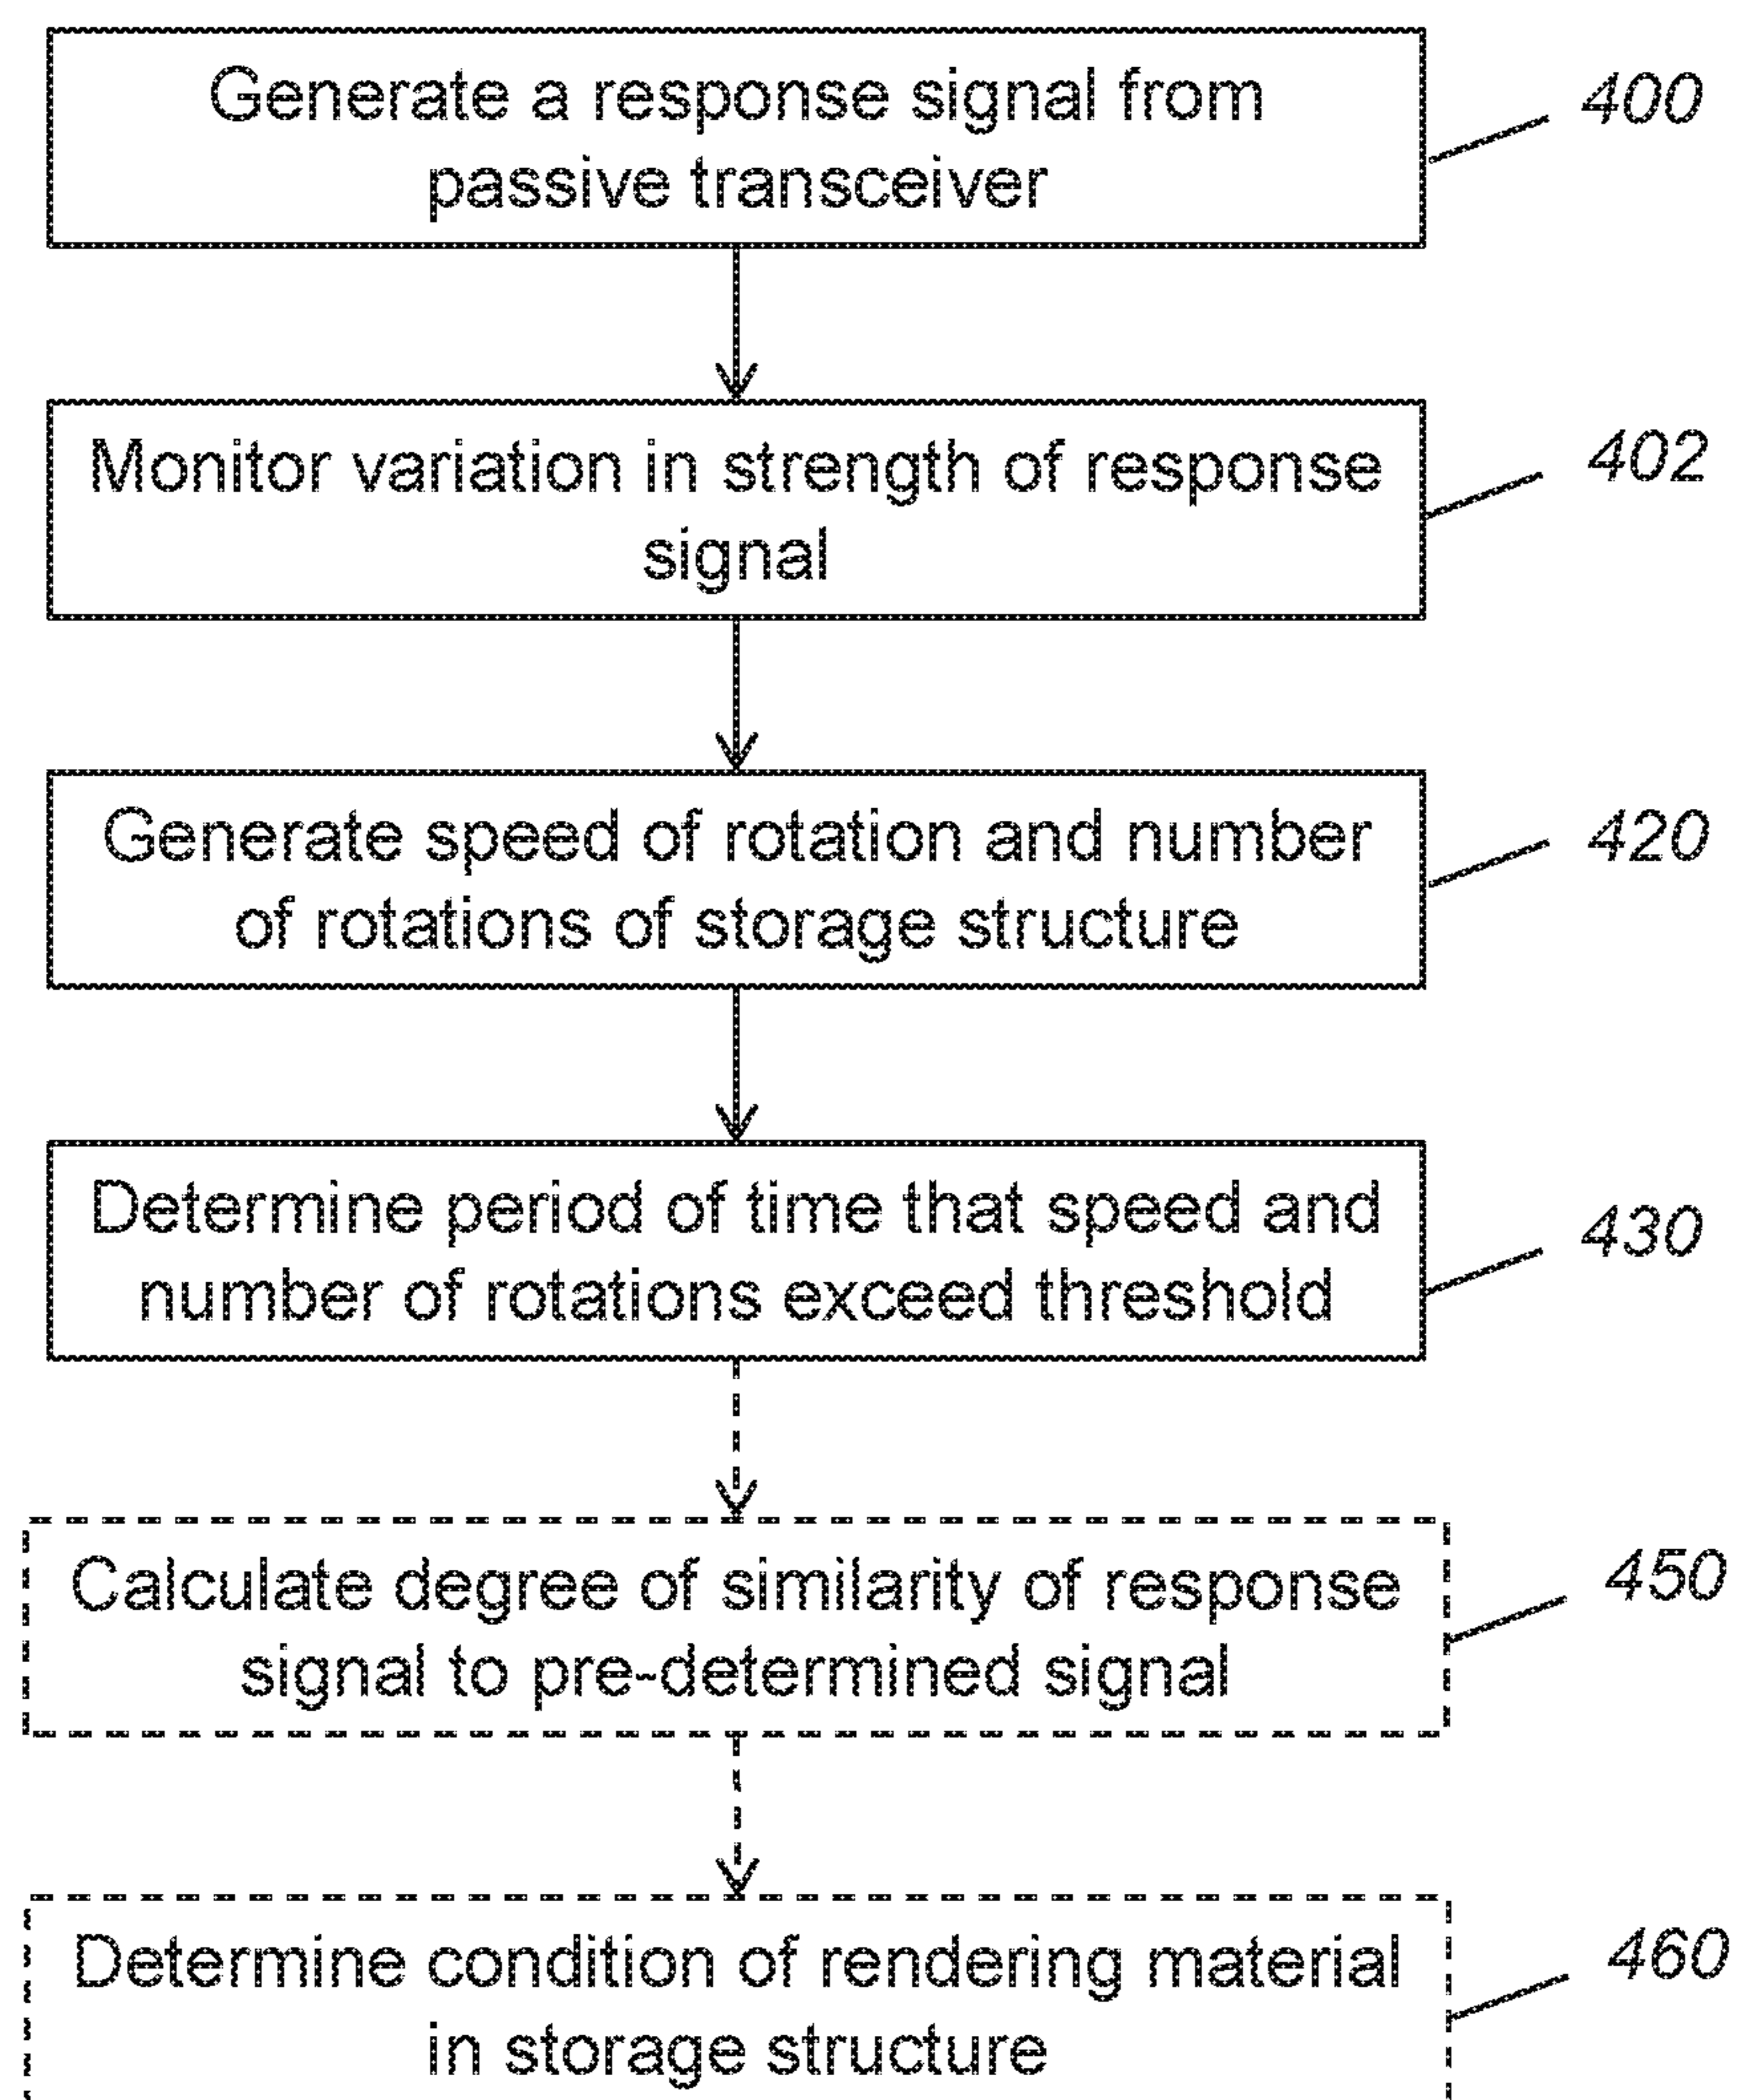 Generate a response signal from
passive transceiver
400
Monitor variation in strength of response
signal
402
Generate speed of rotation and number
of rotations of storage structure
420
Determine period of time that speed and
number of rotations exceed threshold
430
Calculate degree of similarity of response
signal to pre-determined signal
450
Determine condition of rendering material
in storage structure
460